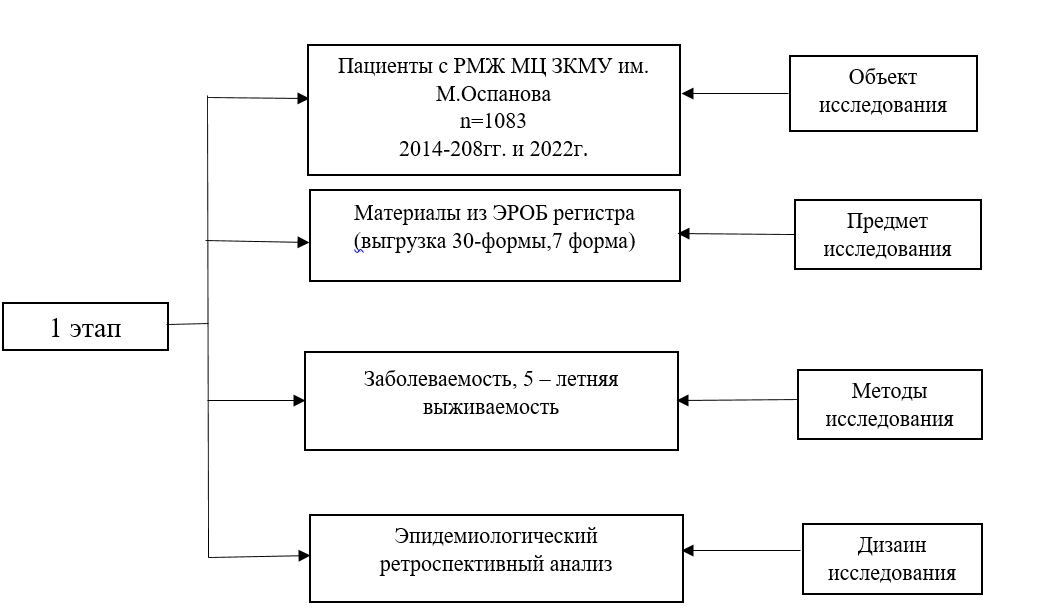 Пациенты с РМЖ МЦ ЗКМУ им.
М.Оспанова
n=1083
2014-208гг. и 2022г.
Объект
исследования
Материалы из ЭРОБ регистра
(выгрузка 30-формы,7 форма)
Предмет
исследования
1 этап
Заболеваемость, 5 – летняя
выживаемость
Методы
исследования
Эпидемиологический
ретроспективный анализ
Дизаин
исследования